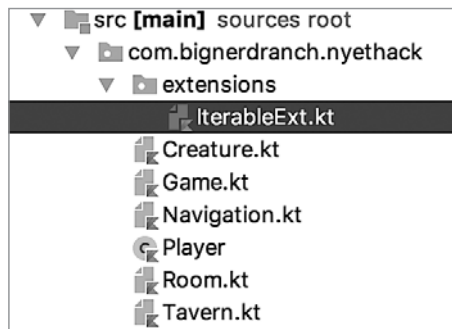 src [main] sources root
com.bignerdranch.nyethack
extensions
IterableExt.kt
Creature.kt
Game.kt
Navigation.kt
Player
Room.kt
Tavern.kt